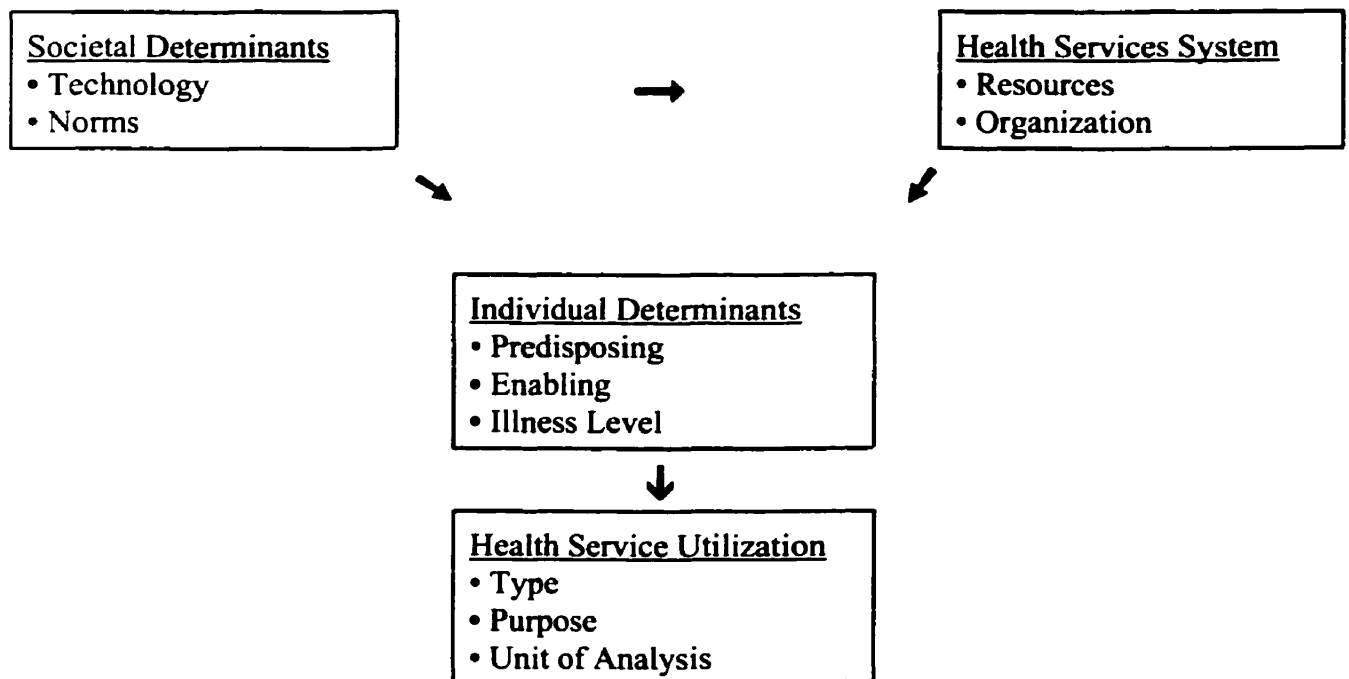 Societal Determinants
• Technology
• Norms
Health Services System
• Resources
• Organization
Individual Determinants
• Predisposing
• Enabling
• Illness Level
Health Service Utilization
• Type
• Purpose
• Unit of Analysis